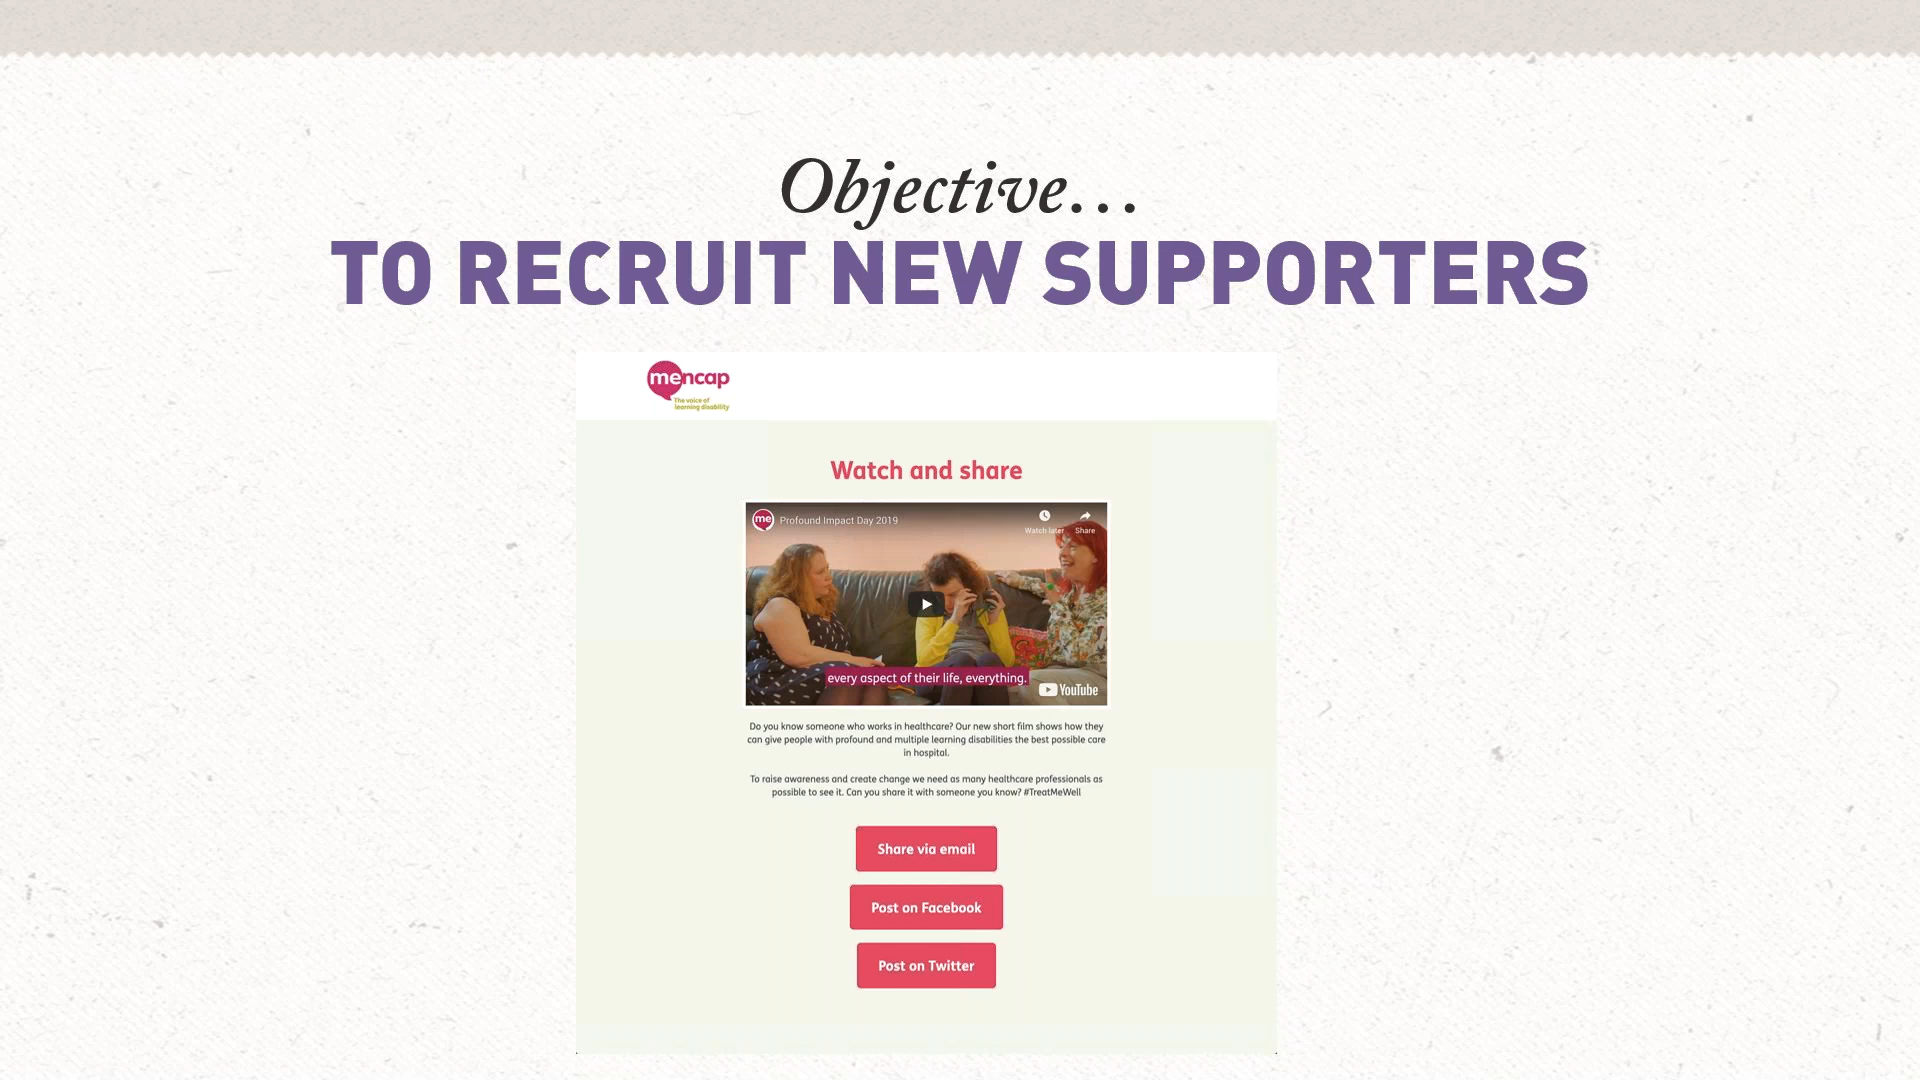 Objective...
TO RECRUIT NEW SUPPORTERS
mencap
The voice of
learning disability
Watch and share
me Profound Impact Day 2019
Watch later Share
every aspect of their life, everything.
YouTube
Do you know someone who works in healthcare? Our new short film shows how they
can give people with profound and multiple learning disabilities the best possible care
in hospital.
To raise awareness and create change we need as many healthcare professionals as
possible to see it. Can you share it with someone you know? #TreatMeWell
Share via email
Post on Facebook
Post on Twitter